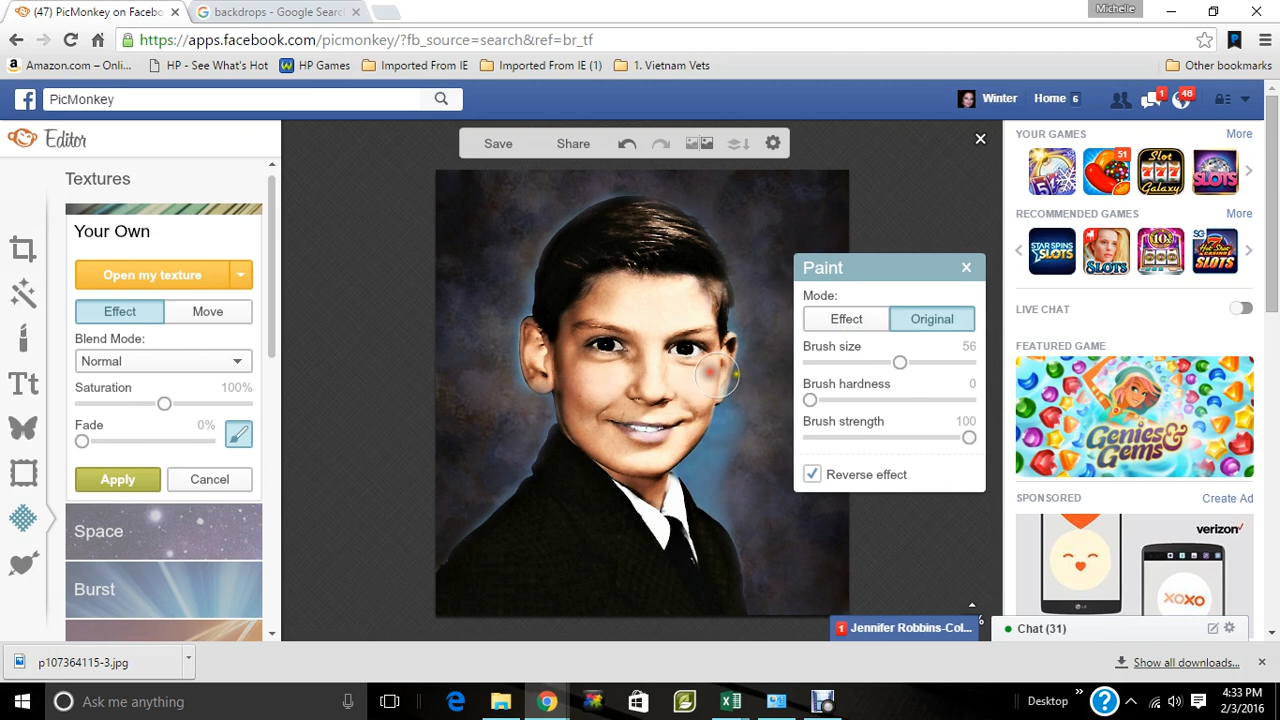 Michelle
(47) PicMonkey on Facebo
backdrops - Google Searc
https://apps.facebook.com/picmonkey/?fb_source=search&ref=br_tf
Amazon.com – Onli...
HP - See What's Hot
HP Games
Imported From IE
Imported From IE (1)
1. Vietnam Vets
Other bookmarks
PicMonkey
Winter
Home 6
1
48
Editor
Save
Share
YOUR GAMES
More
Textures
51
SLOT
GALAXY
SLOTS
Your Own
RECOMMENDED GAMES
More
Open my texture
STAR SPINS
SLOTS
10x
SG
SLOTS
Paint
Mode:
Effect
Move
Effect
Original
LIVE CHAT
Blend Mode:
Brush size
56
FEATURED GAME
Normal
Saturation
100%
Brush hardness
0
Fade
0%
Brush strength
100
GENIES
& GEMS
Apply
Cancel
Reverse effect
SPONSORED
Create Ad
Space
verizon
Burst
LG
XOXO
1 Jennifer Robbins-Col...
Chat (31)
p107364115-3.jpg
Show all downloads...
Ask me anything
Desktop
4:33 PM
2/3/2016